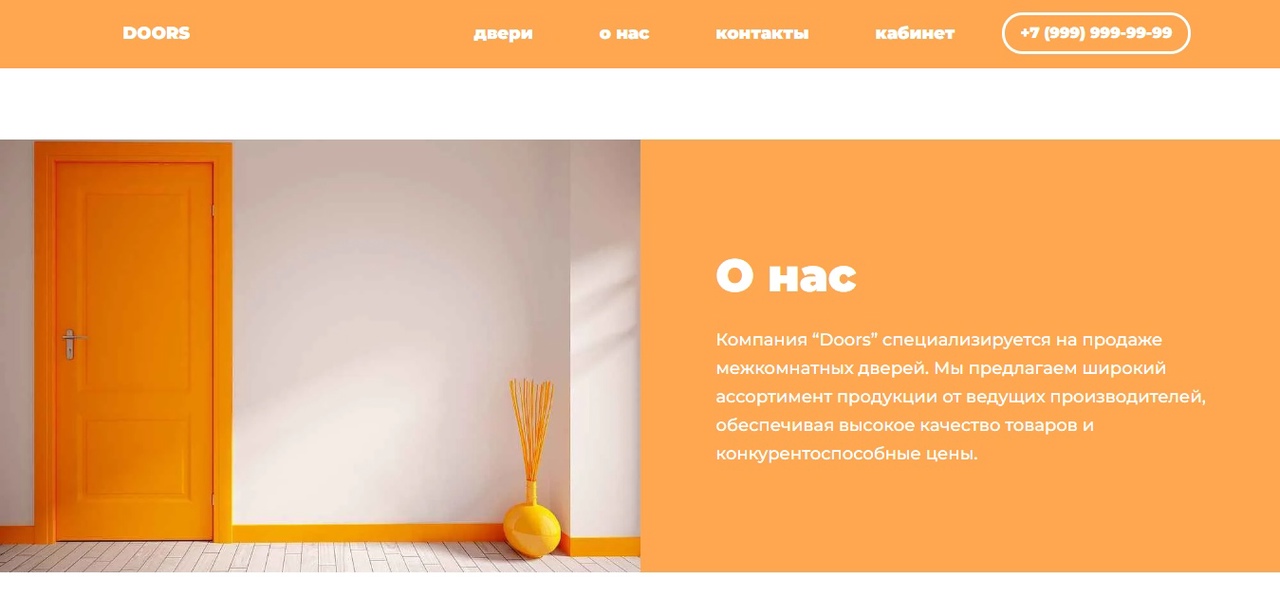 DOORS
двери
о нас
контакты
кабинет
+7 (999) 999-99-99
О нас
Компания “Doors” специализируется на продаже
межкомнатных дверей. Мы предлагаем широкий
ассортимент продукции от ведущих производителей,
обеспечивая высокое качество товаров и
конкурентоспособные цены.